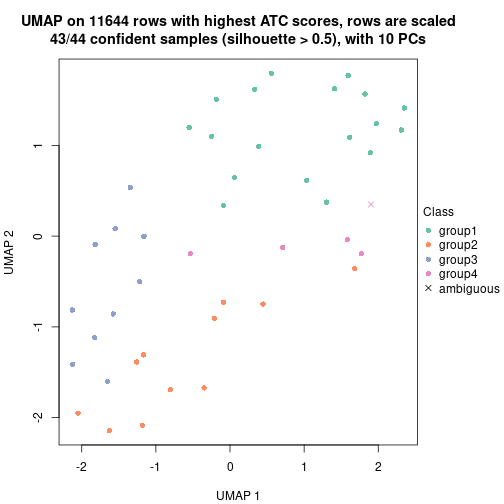 UMAP on 11644 rows with highest ATC scores, rows are scaled
43/44 confident samples (silhouette > 0.5), with 10 PCs
1
0
-1
-2
UMAP 2
-2
-1
0
1
2
UMAP 1
Class
group1
group2
group3
group4
ambiguous